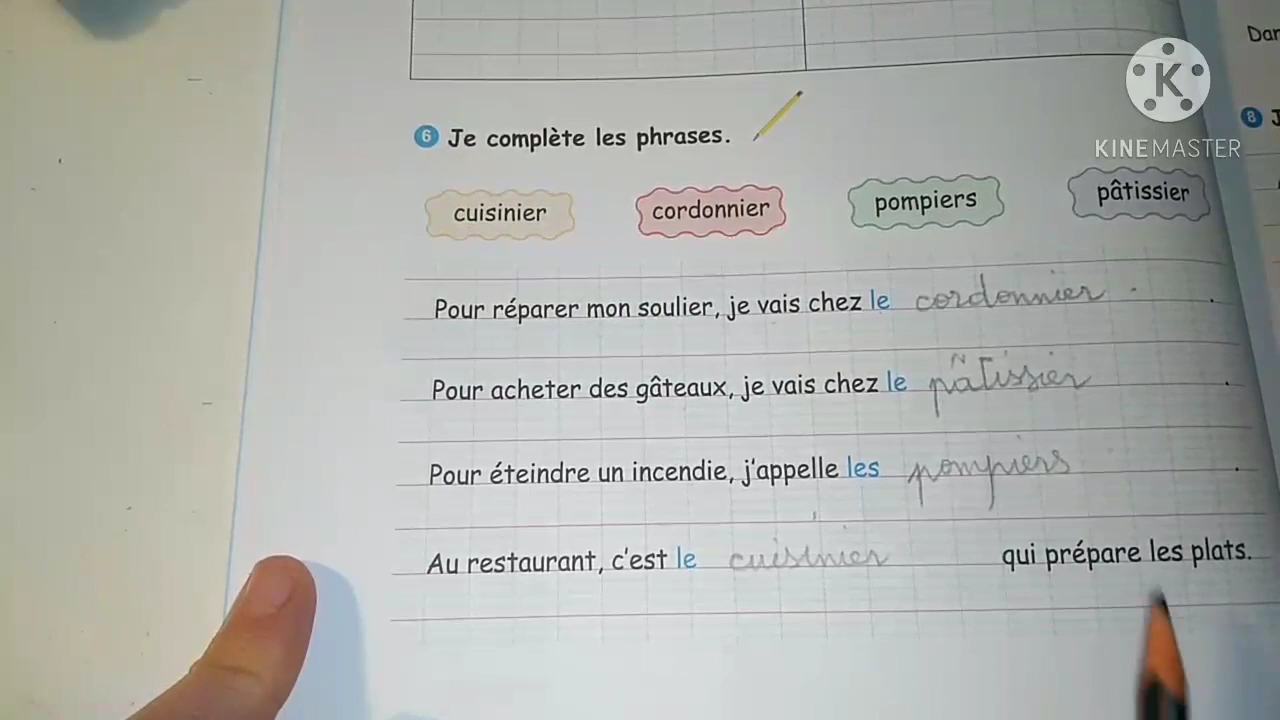 Dar
K
KINEMASTER
6 Je complète les phrases.
8 J
cuisinier cordonnier pompiers pâtissier
Pour réparer mon soulier, je vais chez le cordonnier.
Pour acheter des gâteaux, je vais chez le pâtissier.
Pour éteindre un incendie, j'appelle les pompiers.
Au restaurant, c'est le cuisinier qui prépare les plats.